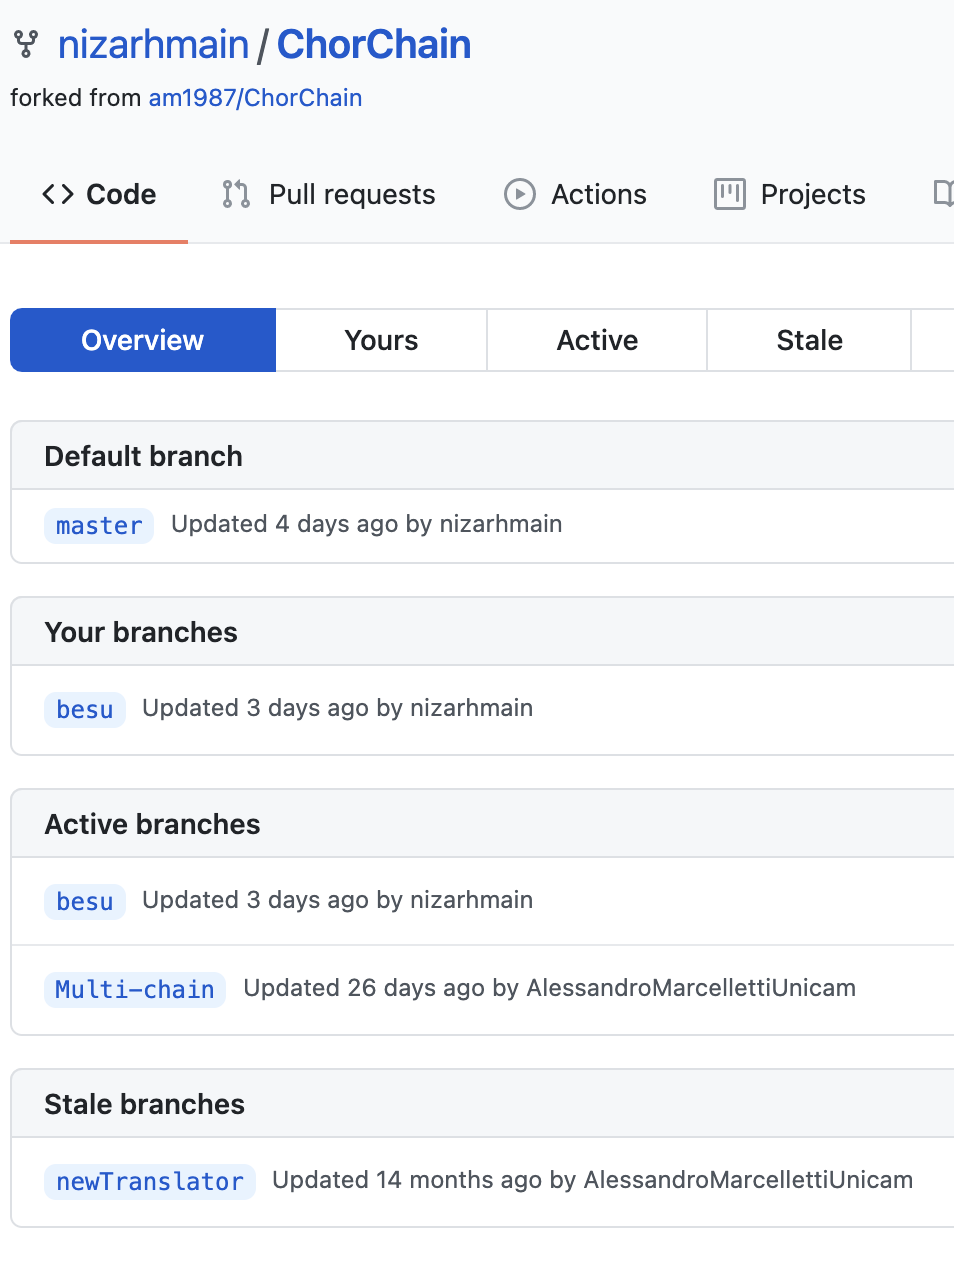 nizarhmain / ChorChain
forked from am1987/ChorChain
Code Pull requests Actions Projects
Overview Yours Active Stale
Default branch
master Updated 4 days ago by nizarhmain
Your branches
besu Updated 3 days ago by nizarhmain
Active branches
besu Updated 3 days ago by nizarhmain
Multi-chain Updated 26 days ago by AlessandroMarcellettiUnicam
Stale branches
newTranslator Updated 14 months ago by AlessandroMarcellettiUnicam